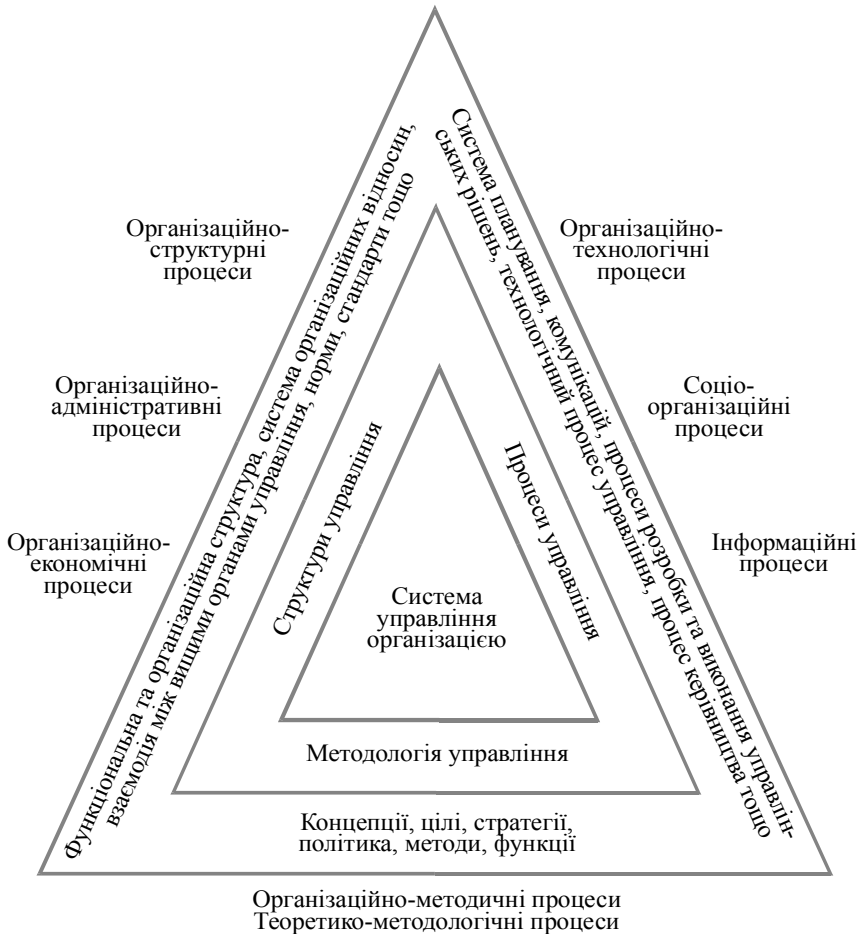 Організаційно-
структурні
процеси
Організаційно-
адміністративні
процеси
Організаційно-
економічні
процеси
Функціональна та організаційна структура, система організаційних відносин,
взаємодія між вищими органами управління, норми, стандарти тощо
Структури управління
Система
управління
організацією
Процеси управління
Система планування, комунікацій, процеси розробки та виконання управлін-
ських рішень, технологічний процес управління, процес керівництва тощо
Організаційно-
технологічні
процеси
Соціо-
організаційні
процеси
Інформаційні
процеси
Методологія управління
Концепції, цілі, стратегії,
політика, методи, функції
Організаційно-методичні процеси
Теоретико-методологічні процеси